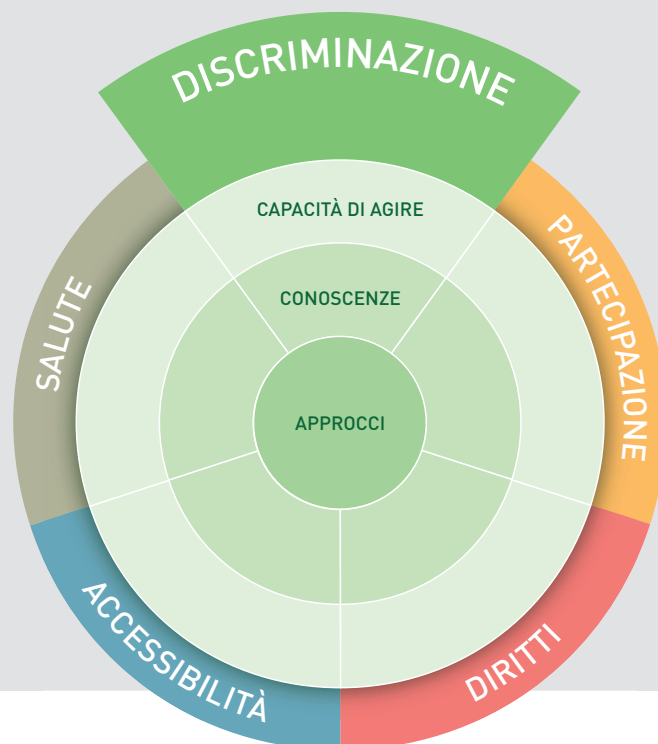 DISCRIMINAZIONE
CAPACITÀ DI AGIRE
CONOSCENZE
APPROCCI
PARTECIPAZIONE
DIRITTI
ACCESSIBILITÀ
SALUTE